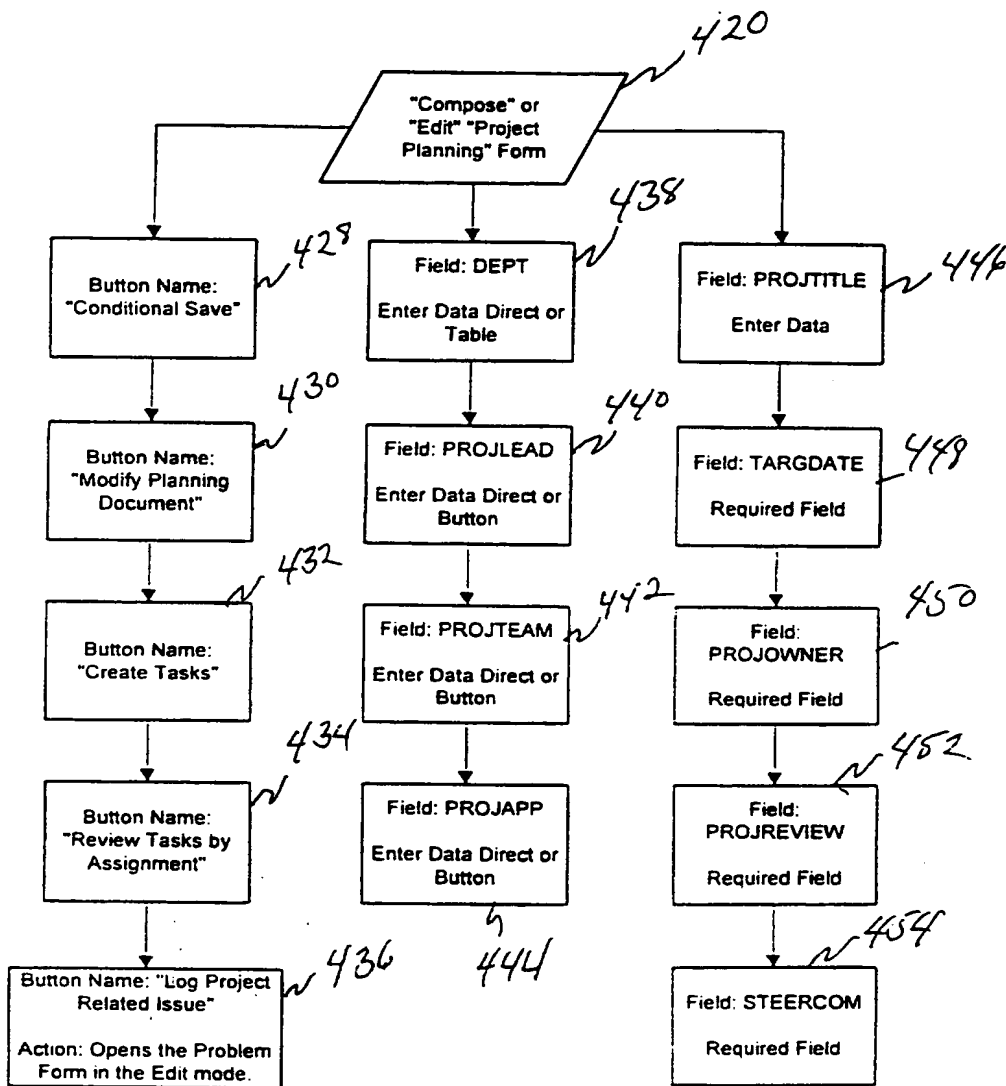 420
"Compose" or
"Edit" "Project
Planning" Form
428
Button Name:
"Conditional Save"
430
Button Name:
"Modify Planning
Document"
432
Button Name:
"Create Tasks"
434
Button Name:
"Review Tasks by
Assignment"
436
Button Name: "Log Project
Related Issue"
Action: Opens the Problem
Form in the Edit mode.
438
Field: DEPT
Enter Data Direct or
Table
440
Field: PROJLEAD
Enter Data Direct or
Button
442
Field: PROJTEAM
Enter Data Direct or
Button
Field: PROJAPP
Enter Data Direct or
Button
444
446
Field: PROJTITLE
Enter Data
448
Field: TARGDATE
Required Field
450
Field:
PROJOWNER
Required Field
452
Field:
PROJREVIEW
Required Field
454
Field: STEERCOM
Required Field